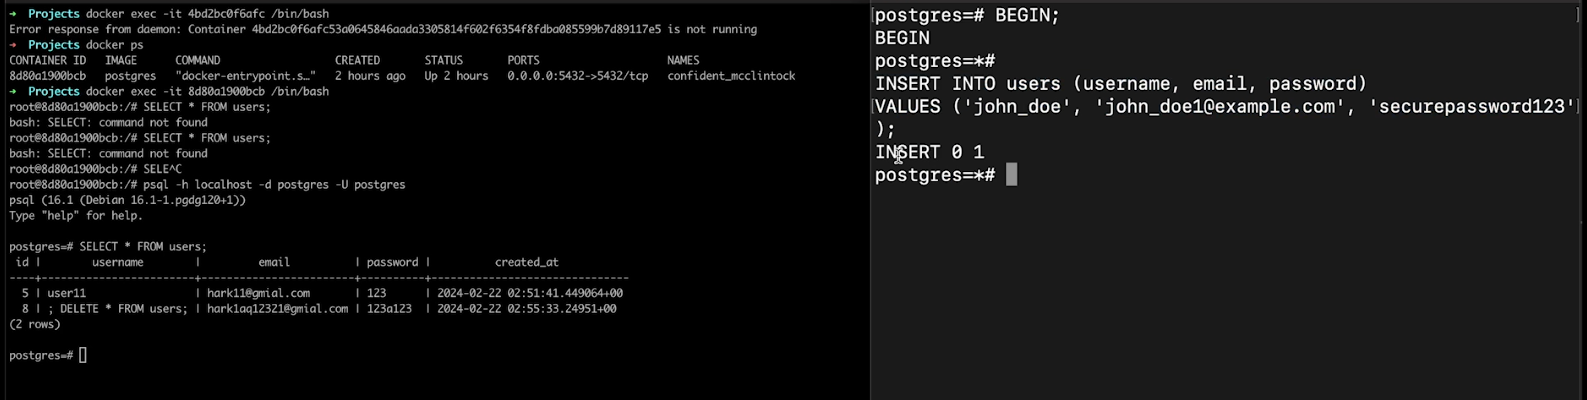 ➜ Projects docker exec -it 4bd2bc0f6afc /bin/bash
Error response from daemon: Container 4bd2bc0f6afc53a0645846aada3305814f602f6354f8fdba085599b7d89117e5 is not running
➜ Projects docker ps
CONTAINER ID IMAGE COMMAND CREATED STATUS PORTS NAMES
8d80a1900bcb postgres "docker-entrypoint.s…" 2 hours ago Up 2 hours 0.0.0.0:5432->5432/tcp confident_mcclintock
➜ Projects docker exec -it 8d80a1900bcb /bin/bash
root@8d80a1900bcb:/# SELECT * FROM users;
bash: SELECT: command not found
root@8d80a1900bcb:/# SELECT * FROM users;
bash: SELECT: command not found
root@8d80a1900bcb:/# SELE^C
root@8d80a1900bcb:/# psql -h localhost -d postgres -U postgres
psql (16.1 (Debian 16.1-1.pgdg120+1))
Type "help" for help.
postgres=# SELECT * FROM users;
id | username | email | password | created_at
----+-------------------------+-----------------------+----------+-------------------------------
5 | user11 | hark11@gmial.com | 123 | 2024-02-22 02:51:41.449064+00
8 | ; DELETE * FROM users; | hark1aq12321@gmial.com | 123a123 | 2024-02-22 02:55:33.24951+00
(2 rows)
postgres=#
postgres=# BEGIN;
BEGIN
postgres=*#
INSERT INTO users (username, email, password)
VALUES ('john_doe', 'john_doe1@example.com', 'securepassword123'
);
INSERT 0 1
postgres=*#